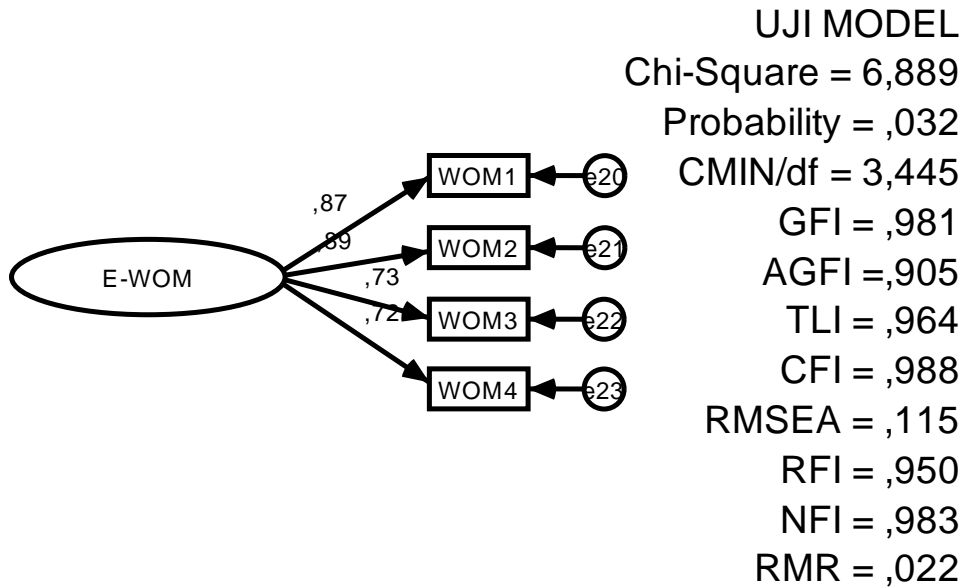 UJI MODEL
Chi-Square = 6,889
Probability = ,032
CMIN/df = 3,445
GFI = ,981
AGFI =,905
TLI = ,964
CFI = ,988
RMSEA = ,115
RFI = ,950
NFI = ,983
RMR = ,022
E-WOM
,87
,89
,73
,72
WOM1
e20
WOM2
e21
WOM3
e22
WOM4
e23